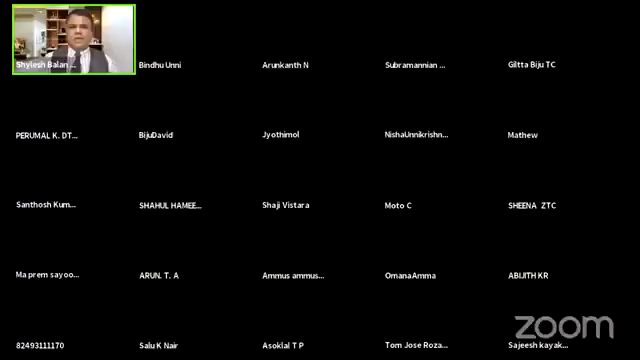 Shylesh Balan ... Bindhu Unni Arunkanth N Subramannian ... Giltta Biju TC
PERUMAL K. DT... BijuDavid Jyothimol NishaUnnikrishn... Mathew
Santhosh Kum... SHAHUL HAMEE... Shaji Vistara Moto C SHEENA ZTC
Ma prem sayoo... ARUN. T. A Ammus ammus... OmanaAmma ABIJITH KR
zoom
82493111170 Salu K Nair Asoklal T P Tom Jose Roza... Sajeesh kayak...